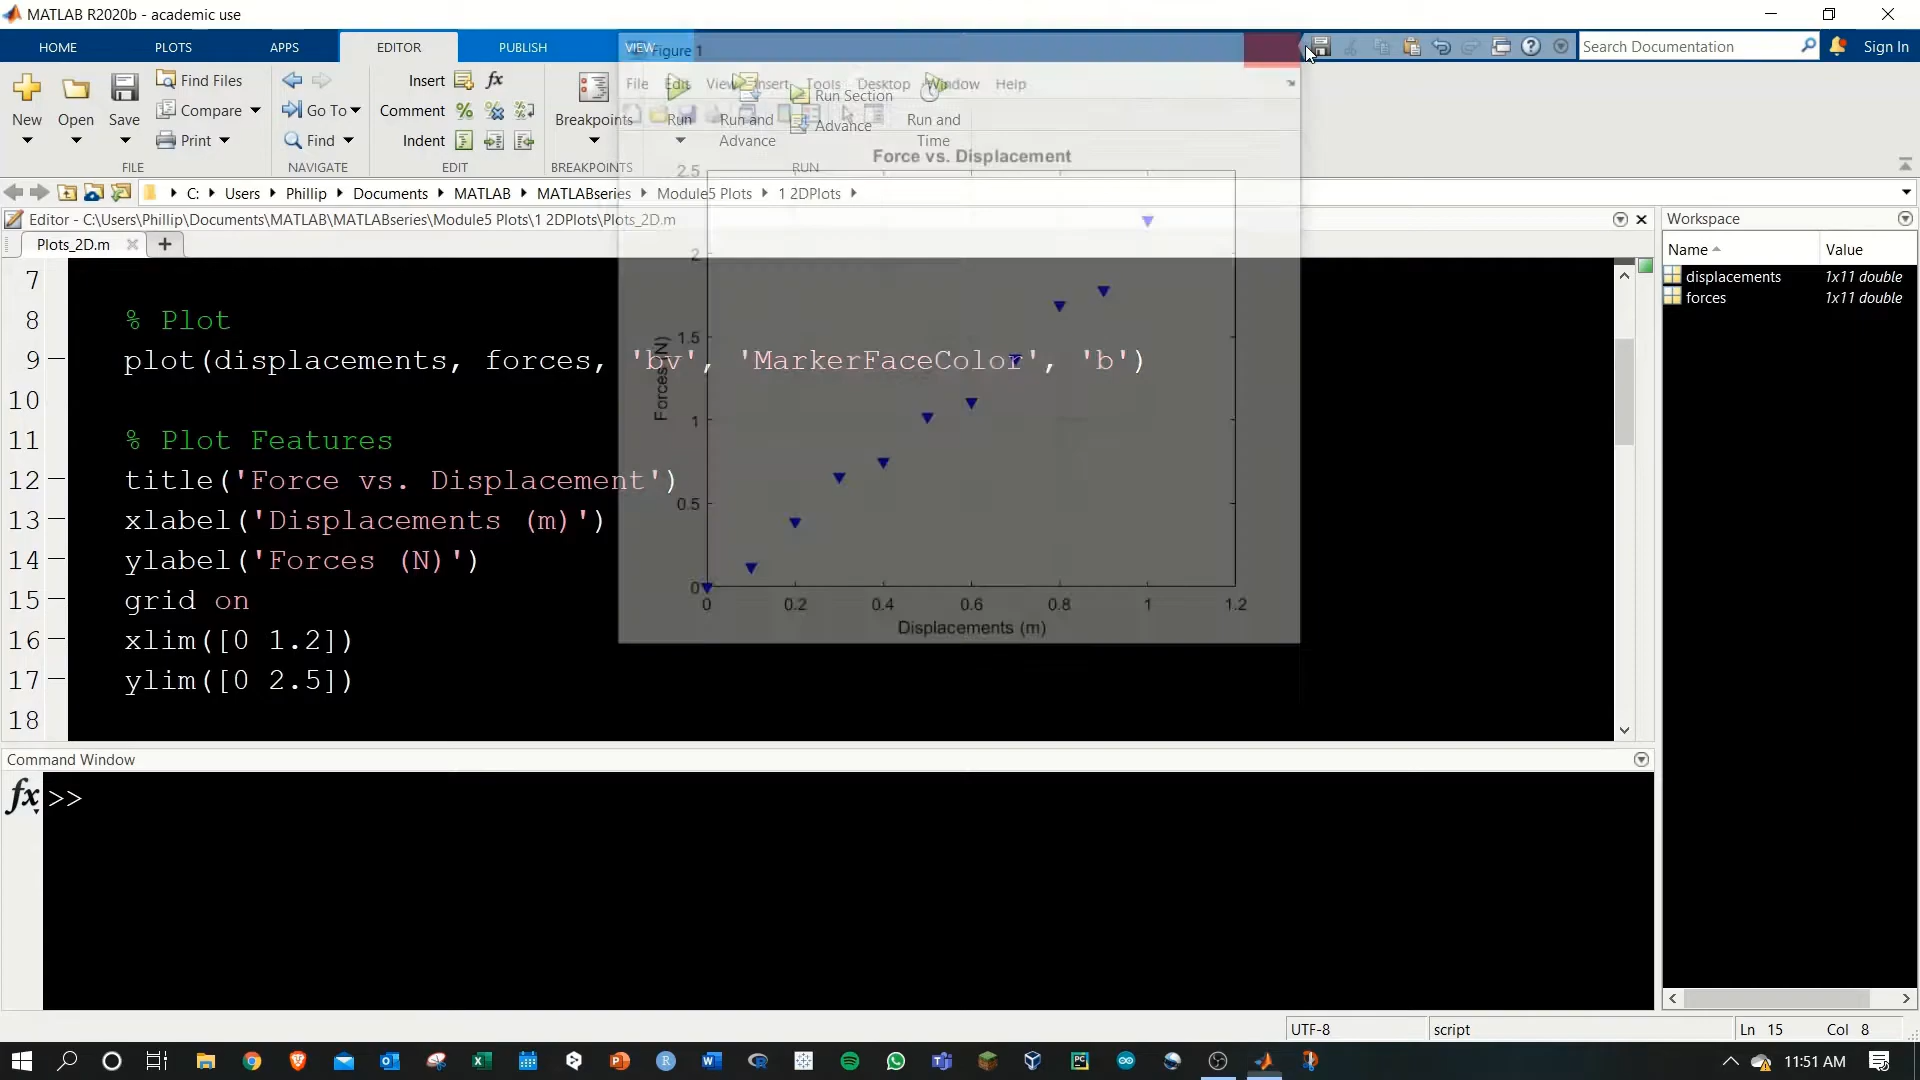 MATLAB R2020b - academic use
HOME PLOTS APPS EDITOR PUBLISH VIEW
Search Documentation Sign In
Figure 1
File Edit View Insert Tools Desktop Window Help
New Open Save
Find Files
Compare
Print
Go To
Find
Insert fx
Comment
Indent
Breakpoints
Run
Run and Advance
Run Section
Advance
Run and Time
FILE NAVIGATE EDIT BREAKPOINTS RUN
C: Users Phillip Documents MATLAB MATLABseries Module5 Plots 1 2DPlots
Editor - C:\Users\Phillip\Documents\MATLAB\MATLABseries\Module5 Plots\1 2DPlots\Plots_2D.m
Plots_2D.m
7
8 % Plot
9 plot(displacements, forces, 'bv', 'MarkerFaceColor', 'b')
10
11 % Plot Features
12 title('Force vs. Displacement')
13 xlabel('Displacements (m)')
14 ylabel('Forces (N)')
15 grid on
16 xlim([0 1.2])
17 ylim([0 2.5])
18
Force vs. Displacement
2.5
2
1.5
1
0.5
0
Forces (N)
0 0.2 0.4 0.6 0.8 1 1.2
Displacements (m)
Workspace
Name Value
displacements 1x11 double
forces 1x11 double
Command Window
fx >>
UTF-8 script Ln 15 Col 8
11:51 AM